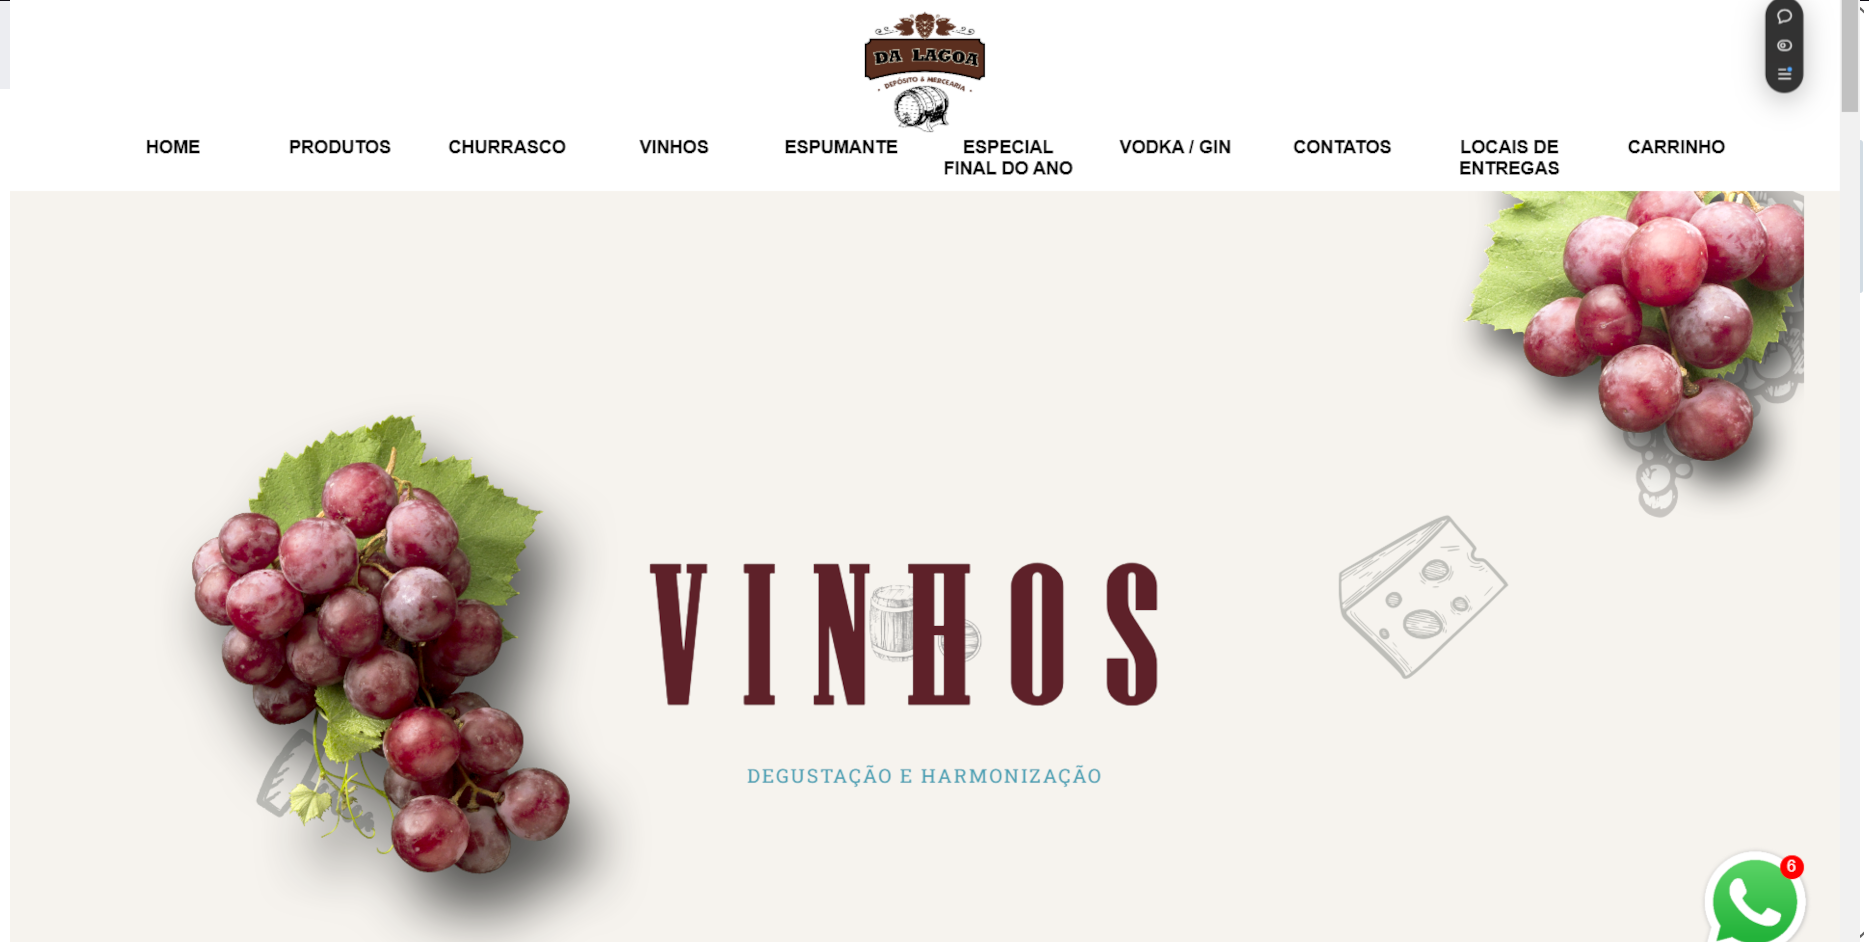 DA LAGOA
DEPÓSITO & MERCEARIA
HOME
PRODUTOS
CHURRASCO
VINHOS
ESPUMANTE
ESPECIAL
FINAL DO ANO
VODKA / GIN
CONTATOS
LOCAIS DE
ENTREGAS
CARRINHO
VINHOS
DEGUSTAÇÃO E HARMONIZAÇÃO
6